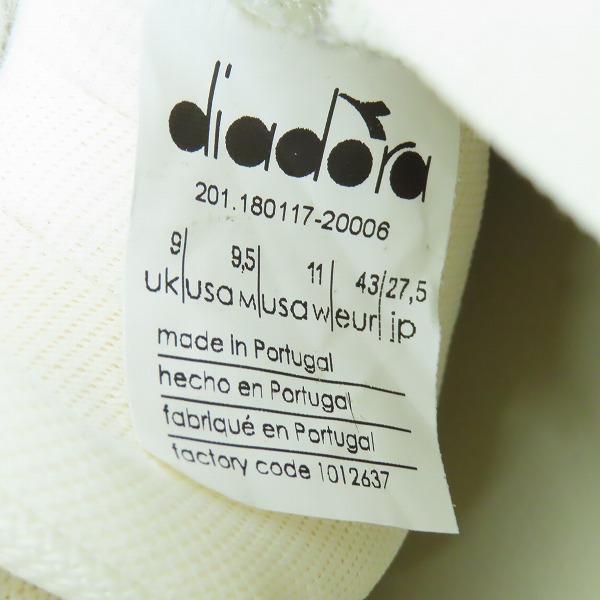 diadora
201.180117-20006
9 9,5 11 43 27,5
uk usa M usa W eur jp
made in Portugal
hecho en Portugal
fabriqué en Portugal
factory code 1012637